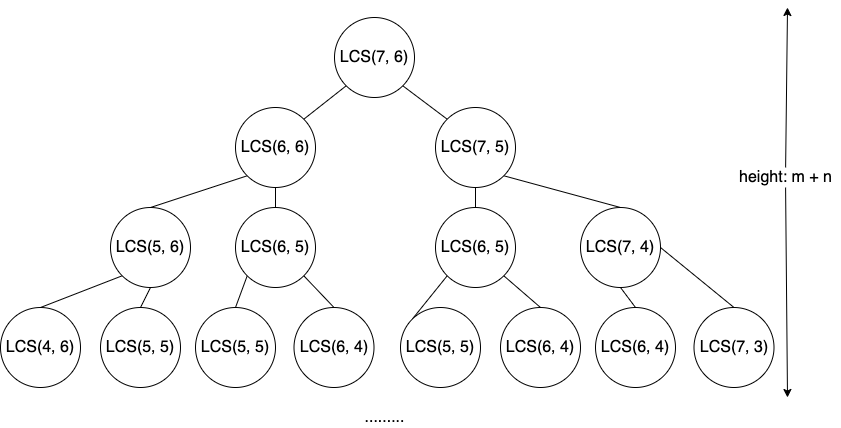 LCS(7, 6)
LCS(6, 6)
LCS(7, 5)
height: m + n
LCS(5, 6)
LCS(6, 5)
LCS(6, 5)
LCS(7, 4)
LCS(4, 6)
LCS(5, 5)
LCS(5, 5)
LCS(6, 4)
LCS(5, 5)
LCS(6, 4)
LCS(6, 4)
LCS(7, 3)
.........